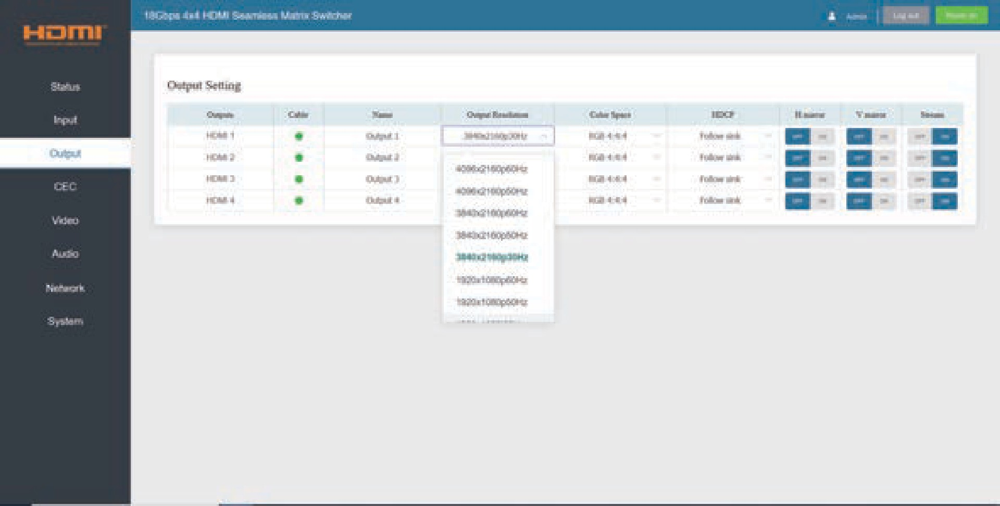 HDMI
18Gbps 4x4 HDMI Seamless Matrix Switcher
Admin Log out
Status
Input
Output
CEC
Video
Audio
Network
System
Output Setting
Outputs Cable Name Output Resolution Color Space HDCP H mirror V mirror Stream
HDMI 1 Output 1 3840x2160p30Hz RGB 4:4:4 Follow sink OFF ON OFF ON OFF ON
HDMI 2 Output 2 RGB 4:4:4 Follow sink OFF ON OFF ON OFF ON
HDMI 3 Output 3 RGB 4:4:4 Follow sink OFF ON OFF ON OFF ON
HDMI 4 Output 4 RGB 4:4:4 Follow sink OFF ON OFF ON OFF ON
4096x2160p60Hz
4096x2160p50Hz
3840x2160p60Hz
3840x2160p50Hz
3840x2160p30Hz
1920x1080p60Hz
1920x1080p50Hz